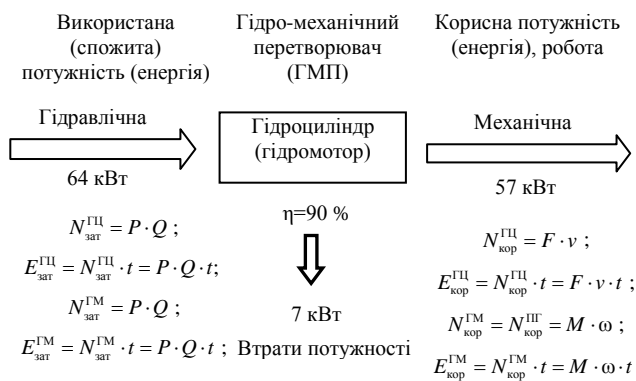 Використана
(спожита)
потужність (енергія)
Гідравлічна
64 кВт
N_зат^ГЦ = P · Q ;
E_зат^ГЦ = N_зат^ГЦ · t = P · Q · t;
N_зат^ГМ = P · Q ;
E_зат^ГМ = N_зат^ГМ · t = P · Q · t ;
Гідро-механічний
перетворювач
(ГМП)
Гідроциліндр
(гідромотор)
η=90 %
7 кВт
Втрати потужності
Корисна потужність
(енергія), робота
Механічна
57 кВт
N_кор^ГЦ = F · v ;
E_кор^ГЦ = N_кор^ГЦ · t = F · v · t ;
N_кор^ГМ = N_кор^ПГ = M · ω ;
E_кор^ГМ = N_кор^ГМ · t = M · ω · t